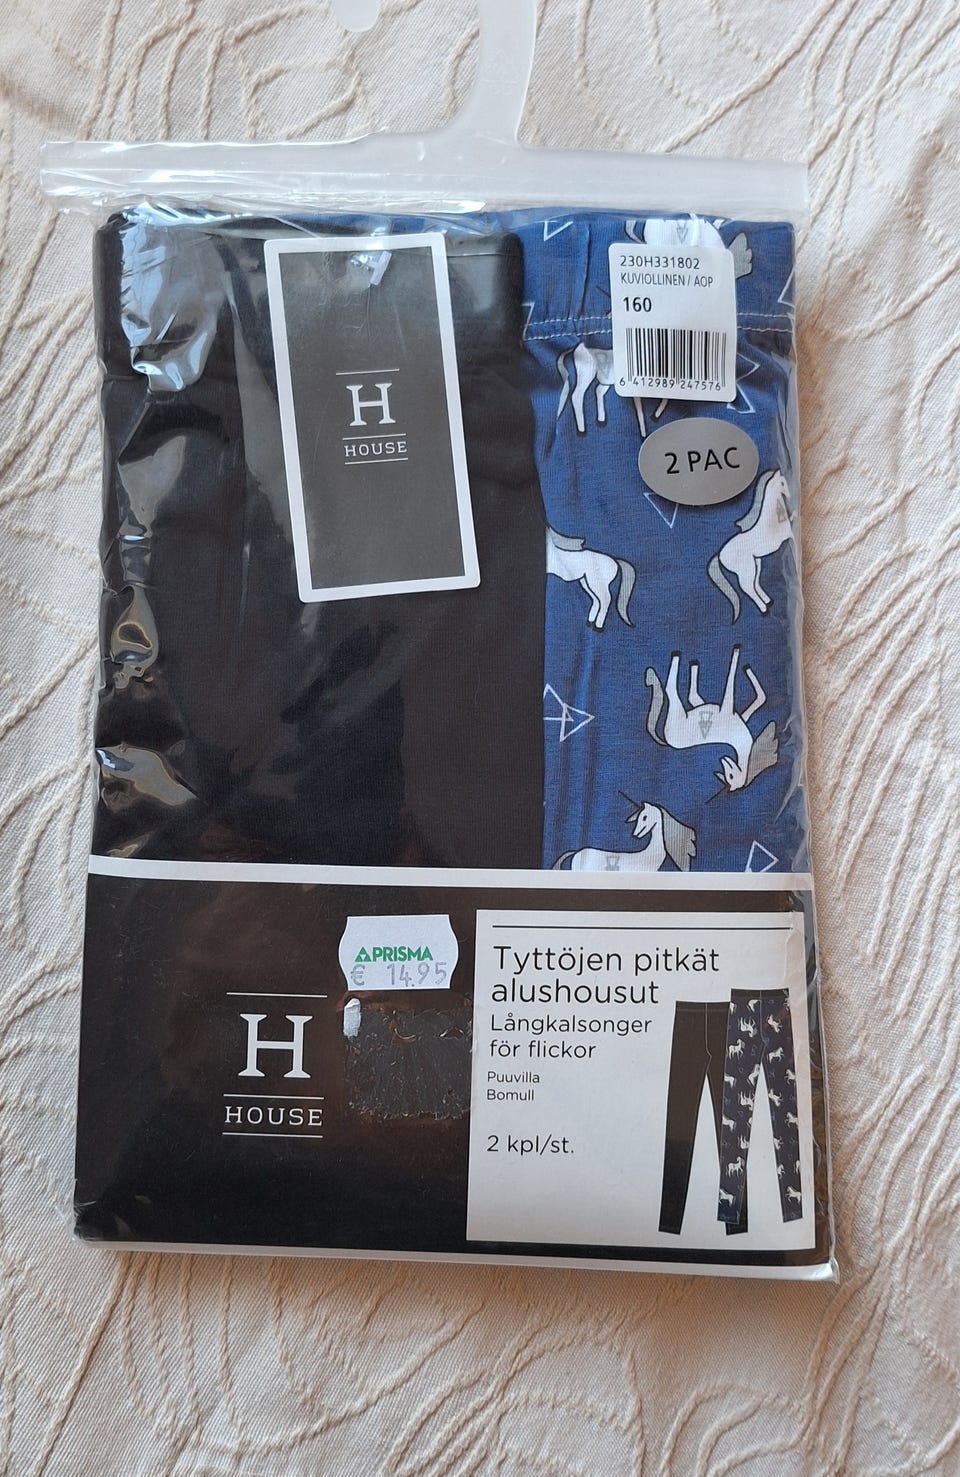 230H331802
KUVIOLLINEN / AOP
160
6 412989 247576
H
HOUSE
2 PAC
PRISMA
€ 14.95
H
HOUSE
Tyttöjen pitkät
alushousut
Långkalsonger
för flickor
Puuvilla
Bomull
2 kpl/st.